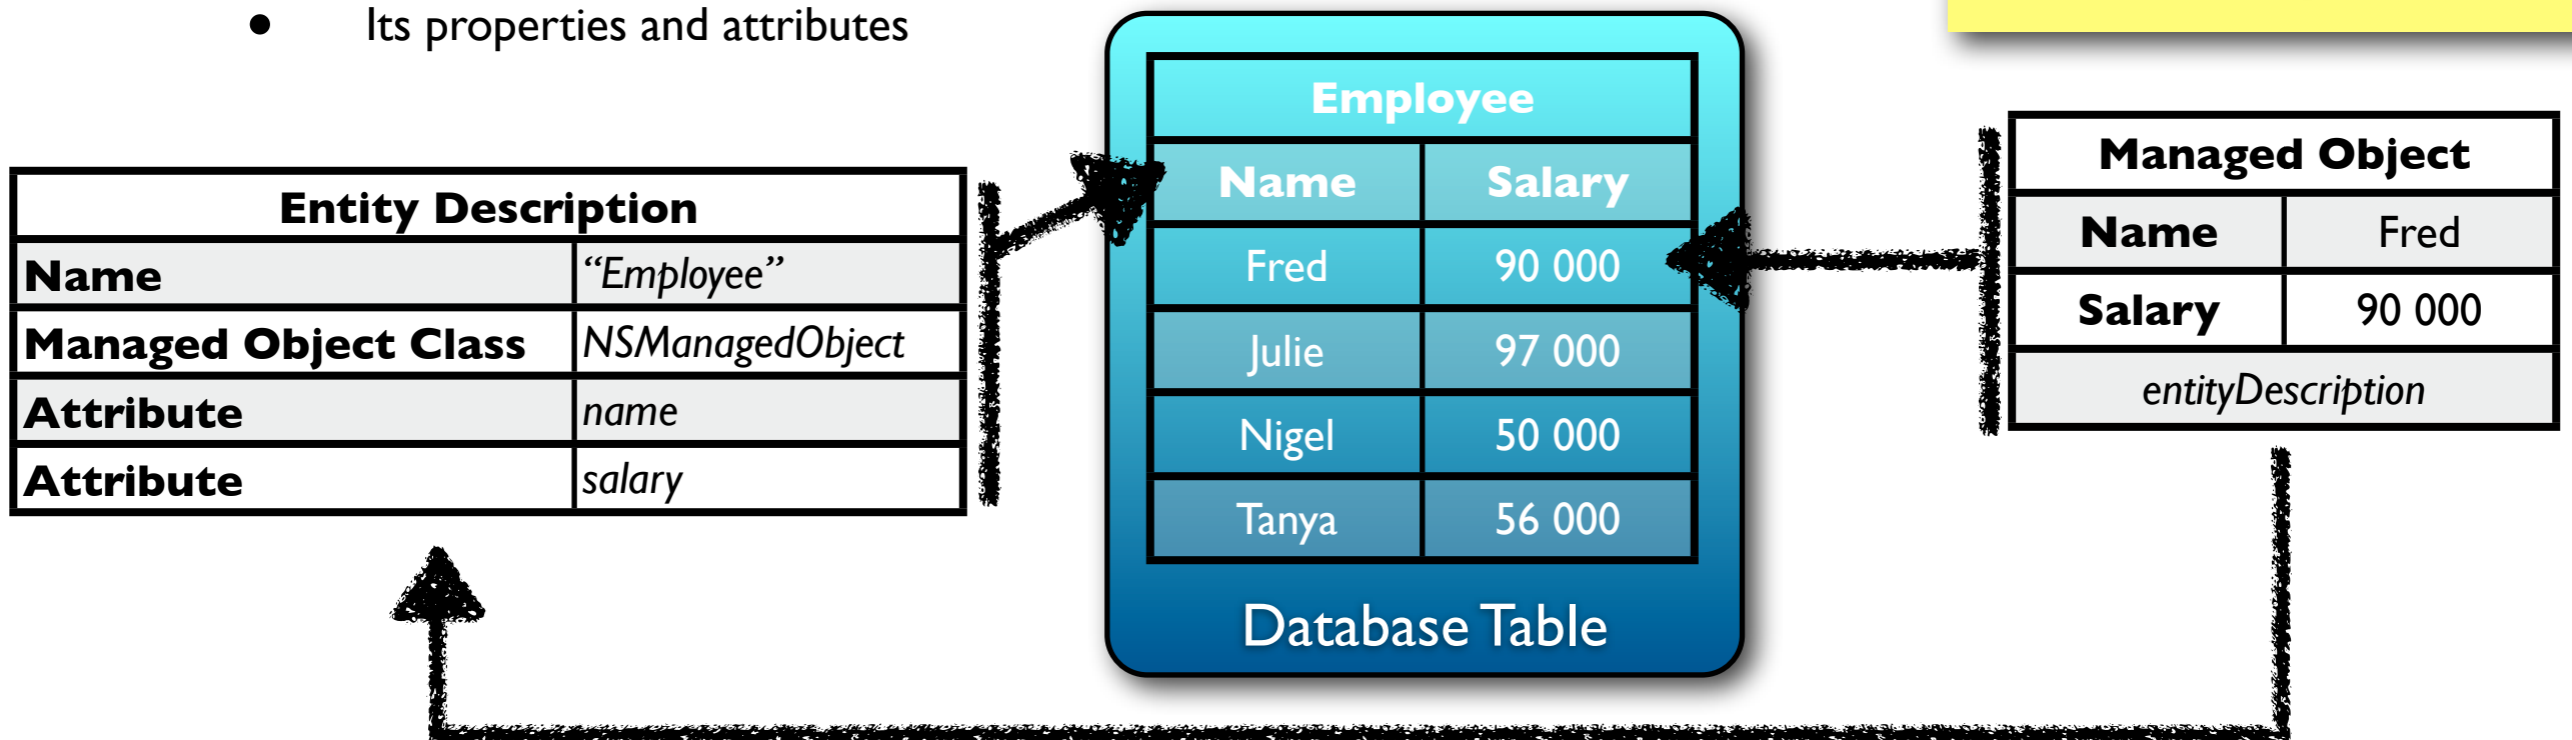 • Its properties and attributes
Entity Description
Name “Employee”
Managed Object Class NSManagedObject
Attribute name
Attribute salary
Employee
Name Salary
Fred 90 000
Julie 97 000
Nigel 50 000
Tanya 56 000
Database Table
Managed Object
Name Fred
Salary 90 000
entityDescription